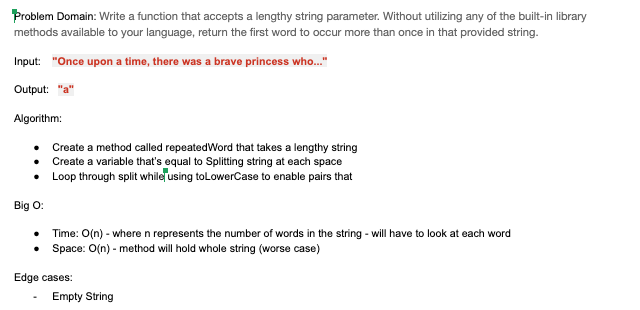 Problem Domain: Write a function that accepts a lengthy string parameter. Without utilizing any of the built-in library
methods available to your language, return the first word to occur more than once in that provided string.
Input: "Once upon a time, there was a brave princess who..."
Output: "a"
Algorithm:
● Create a method called repeatedWord that takes a lengthy string
● Create a variable that's equal to Splitting string at each space
● Loop through split while using toLowerCase to enable pairs that
Big O:
● Time: O(n) - where n represents the number of words in the string - will have to look at each word
● Space: O(n) - method will hold whole string (worse case)
Edge cases:
- Empty String